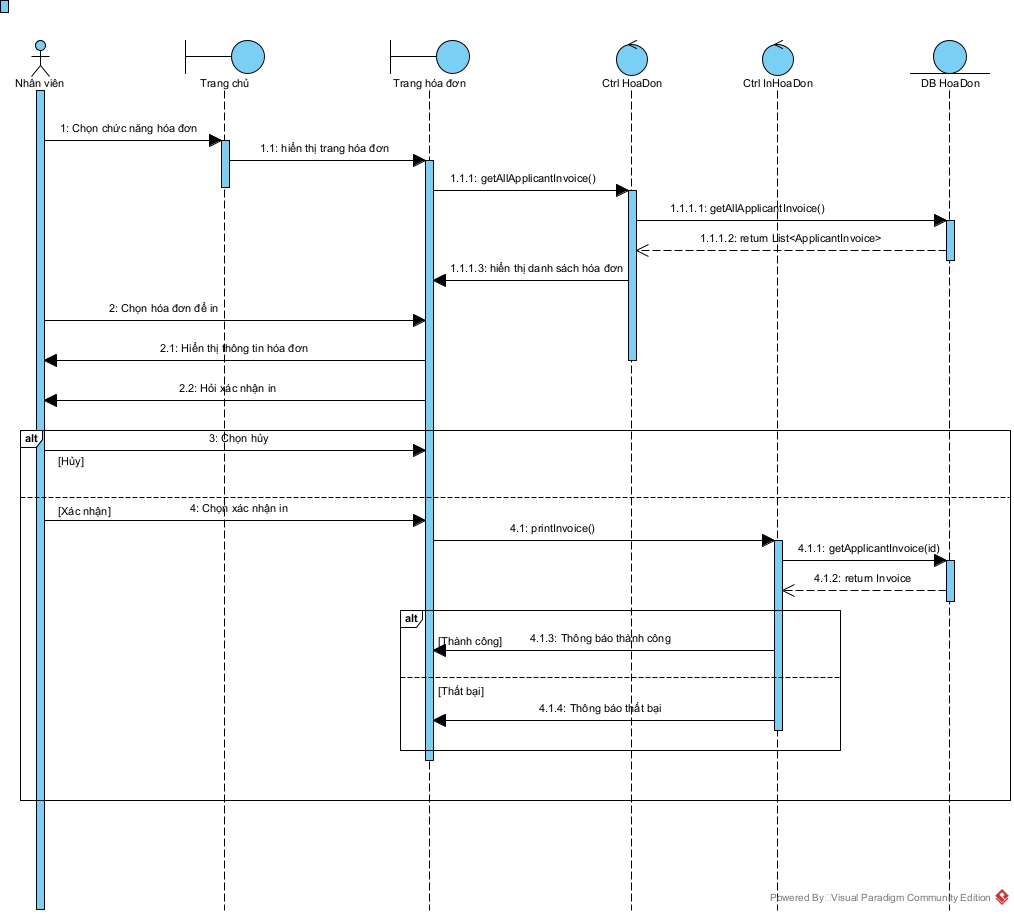 Nhân viên
Trang chủ
Trang hóa đơn
Ctrl HoaDon
Ctrl InHoaDon
DB HoaDon
1: Chọn chức năng hóa đơn
1.1: hiển thị trang hóa đơn
1.1.1: getAllApplicantInvoice()
1.1.1.1: getAllApplicantInvoice()
1.1.1.2: return List<ApplicantInvoice>
1.1.1.3: hiển thị danh sách hóa đơn
2: Chọn hóa đơn để in
2.1: Hiển thị thông tin hóa đơn
2.2: Hỏi xác nhận in
alt
3: Chọn hủy
[Hủy]
[Xác nhận]
4: Chọn xác nhận in
4.1: printInvoice()
4.1.1: getApplicantInvoice(id)
4.1.2: return Invoice
alt
[Thành công]
4.1.3: Thông báo thành công
[Thất bại]
4.1.4: Thông báo thất bại
Powered By Visual Paradigm Community Edition